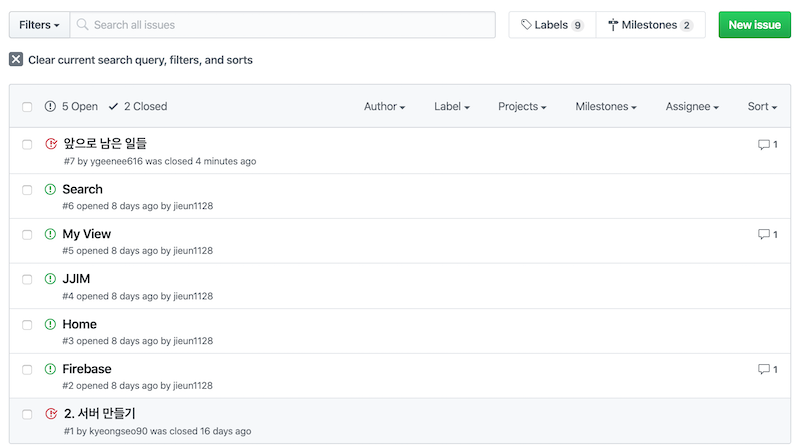 Filters
Search all issues
Labels 9
Milestones 2
New issue
Clear current search query, filters, and sorts
5 Open
2 Closed
Author
Label
Projects
Milestones
Assignee
Sort
앞으로 남은 일들
1
#7 by ygeenee616 was closed 4 minutes ago
Search
#6 opened 8 days ago by jieun1128
My View
1
#5 opened 8 days ago by jieun1128
JJIM
#4 opened 8 days ago by jieun1128
Home
#3 opened 8 days ago by jieun1128
Firebase
1
#2 opened 8 days ago by jieun1128
2. 서버 만들기
#1 by kyeongseo90 was closed 16 days ago